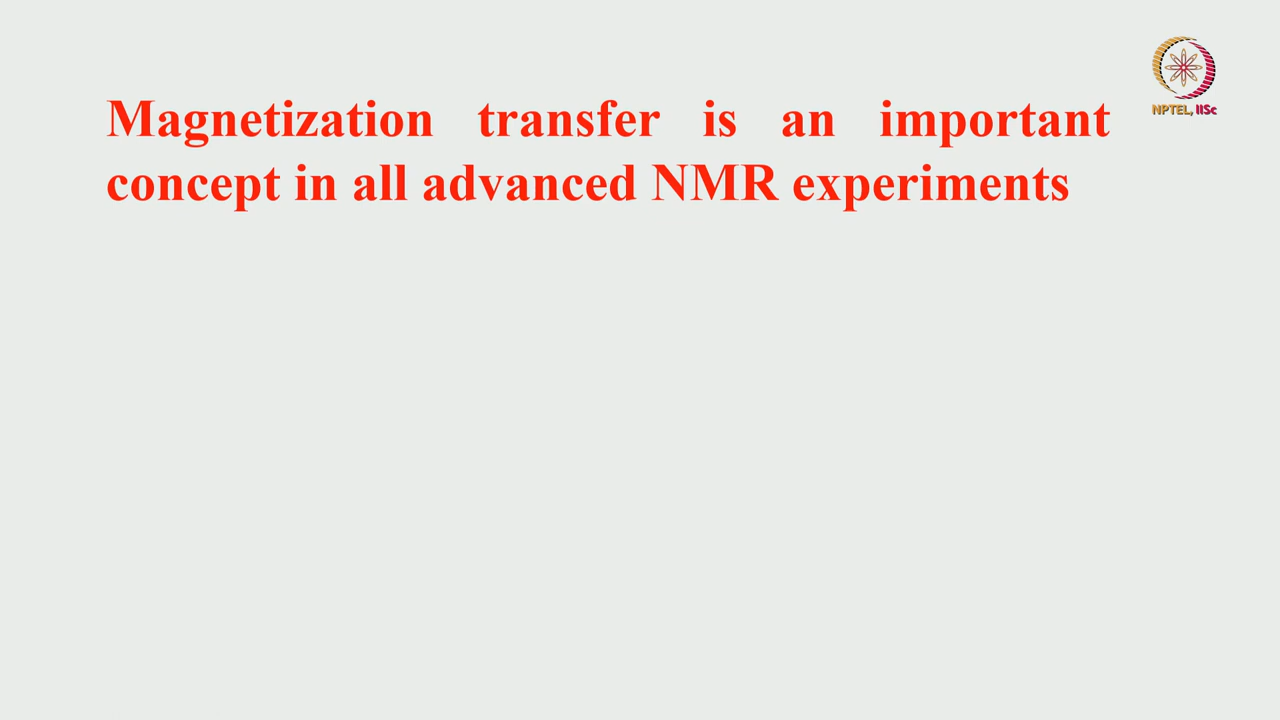 Magnetization transfer is an important
concept in all advanced NMR experiments
NPTEL, IISc